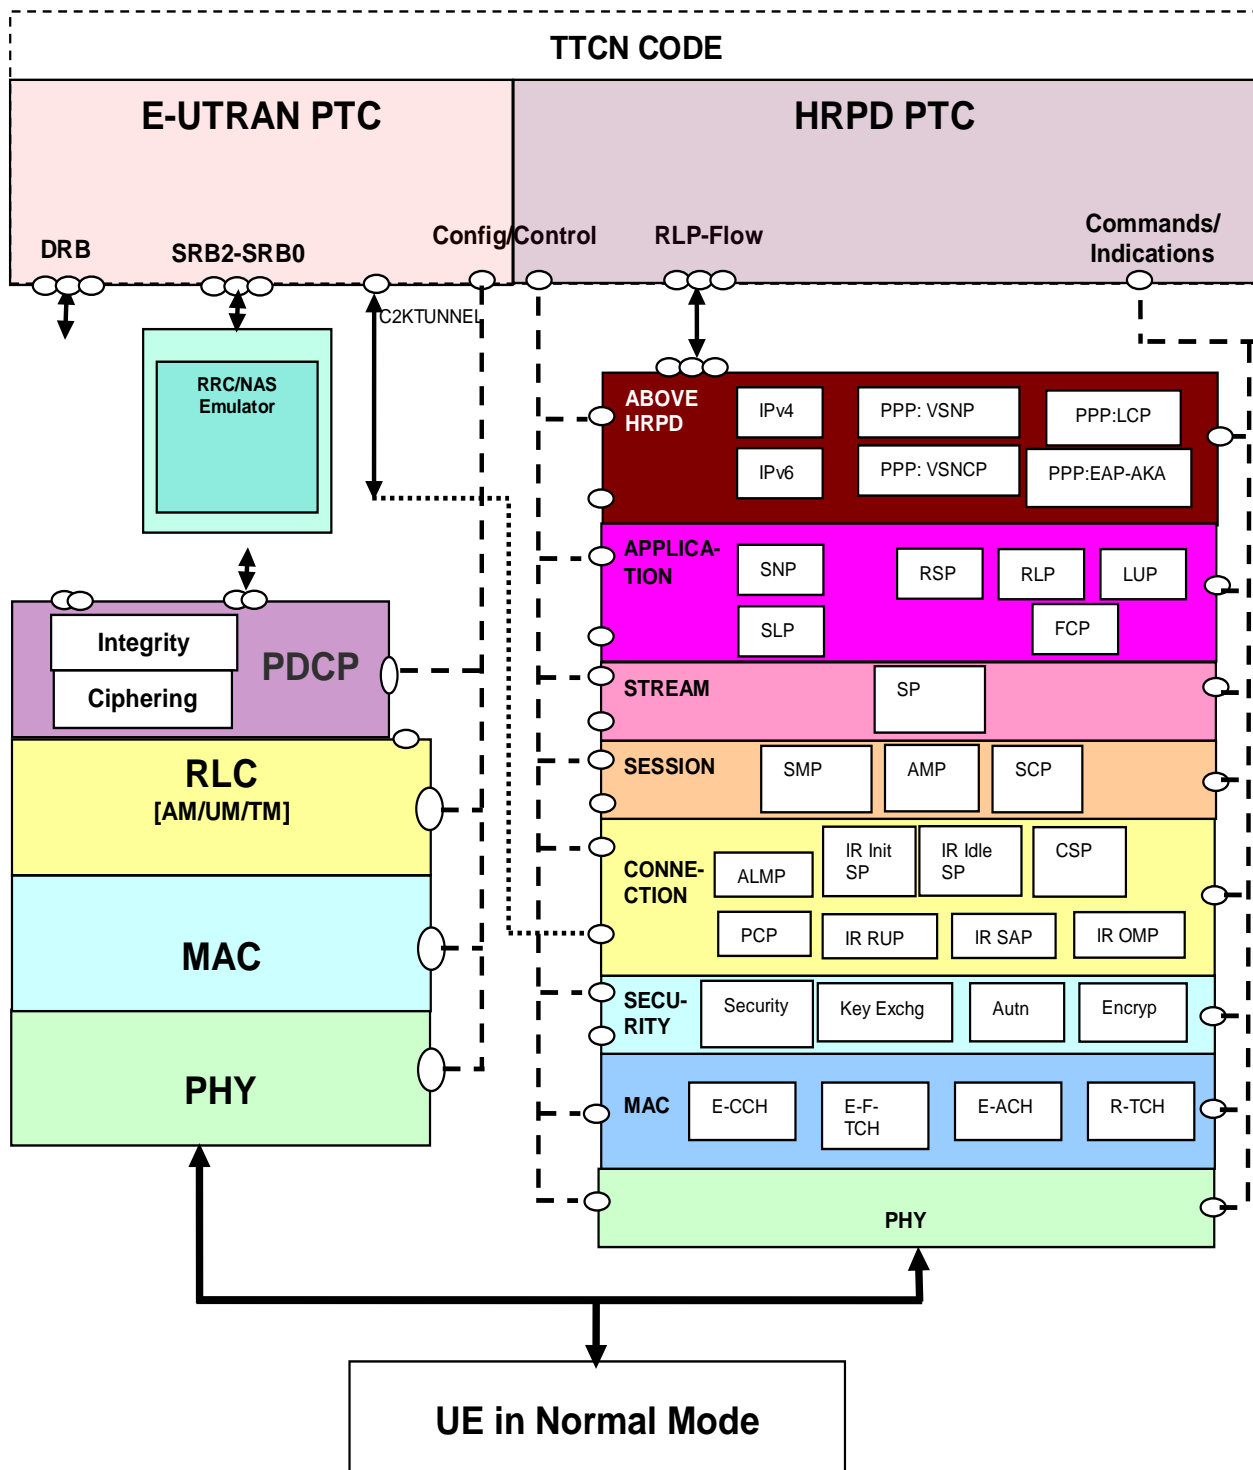 TTCN CODE
E-UTRAN PTC
HRPD PTC
DRB
SRB2-SRB0
Config/Control
RLP-Flow
Commands/
Indications
C2KTUNNEL
RRC/NAS
Emulator
Integrity
Ciphering
PDCP
RLC
[AM/UM/TM]
MAC
PHY
ABOVE
HRPD
IPv4
PPP: VSNP
PPP:LCP
IPv6
PPP: VSNCP
PPP:EAP-AKA
APPLICA-
TION
SNP
RSP
RLP
LUP
SLP
FCP
STREAM
SP
SESSION
SMP
AMP
SCP
CONNE-
CTION
ALMP
IR Init
SP
IR Idle
SP
CSP
PCP
IR RUP
IR SAP
IR OMP
SECU-
RITY
Security
Key Exchg
Autn
Encryp
MAC
E-CCH
E-F-
TCH
E-ACH
R-TCH
PHY
UE in Normal Mode